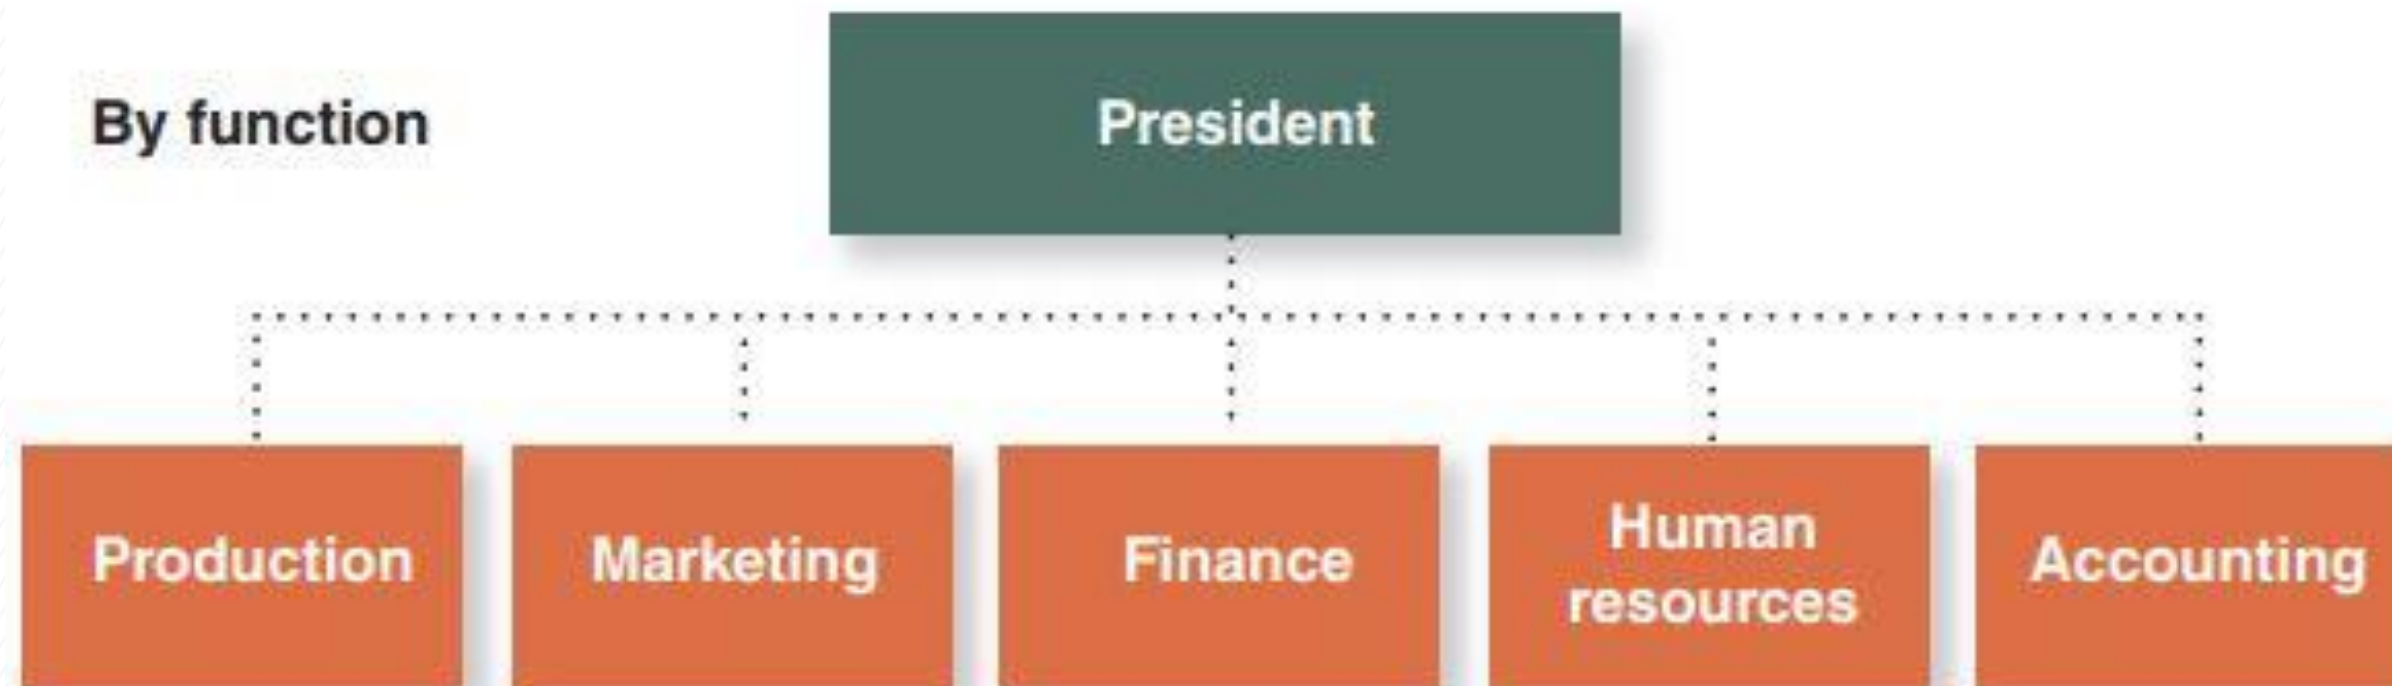 By function
President
Production
Marketing
Finance
Human
resources
Accounting